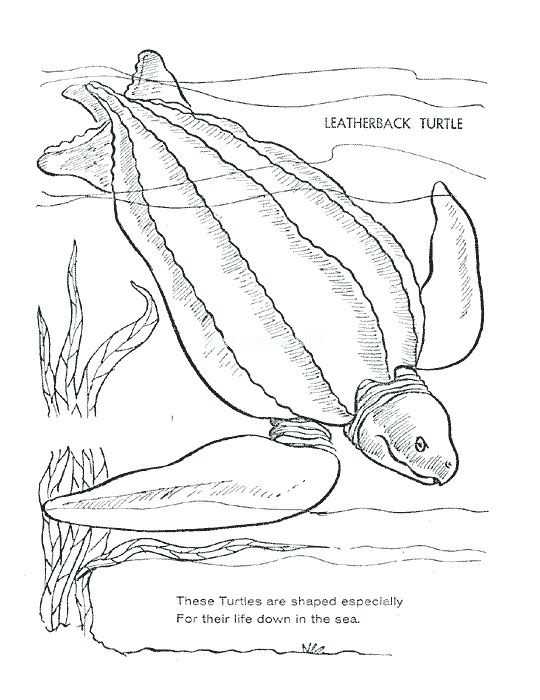 LEATHERBACK TURTLE
These Turtles are shaped especially
For their life down in the sea.